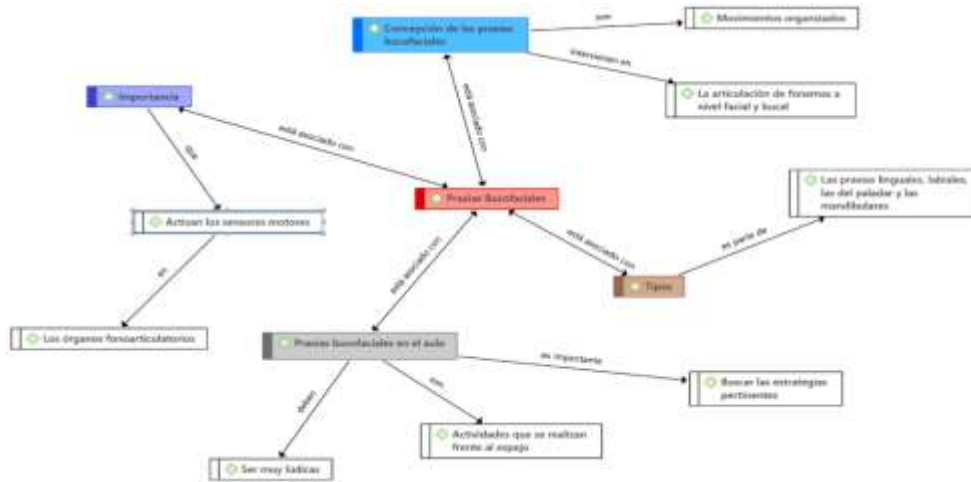 Concepción de las praxias
bucofaciales
son
Movimientos organizados
intervienen en
La articulación de fonemas a
nivel facial y bucal
Importancia
está asociado con
está asociado con
que
Praxias Bucofaciales
Las praxias linguales, labiales,
las del paladar y las
mandibulares
Activan los sensores motores
es parte de
está asociado con
está asociado con
Tipos
en
Los órganos fonoarticulatorios
Praxias bucofaciales en el aula
es importante
Buscar las estrategias
pertinentes
deben
son
Actividades que se realizan
frente al espejo
Ser muy lúdicas